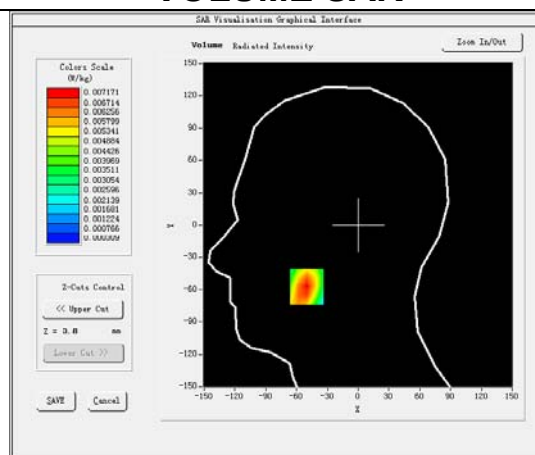 VOLUME SAR
SAR Visualisation Graphical Interface
Volume Radiated Intensity
Zoom In/Out
Colors Scale
(W/kg)
0.007171
0.006714
0.006256
0.005799
0.005341
0.004884
0.004426
0.003969
0.003511
0.003054
0.002596
0.002139
0.001681
0.001224
0.000766
0.000309
Z-Cuts Control
<< Upper Cut
Z = 3.0 mm
Lower Cut >>
SAVE
Cancel
150
120
90
60
30
0
-30
-60
-90
-120
-150
Y
-150 -120 -90 -60 -30 0 30 60 90 120 150
X